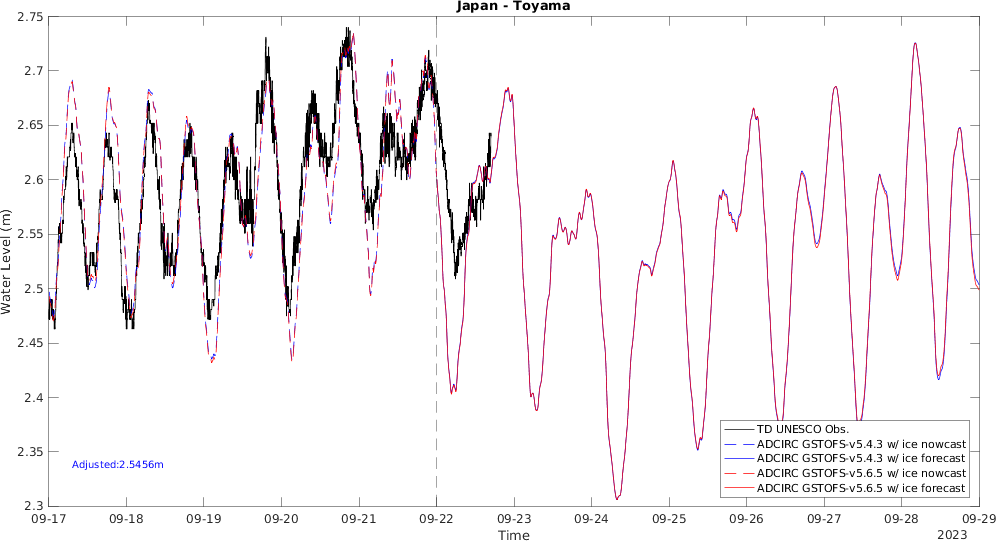 Japan - Toyama
2.75
2.7
2.65
2.6
2.55
2.5
2.45
2.4
2.35
2.3
Water Level (m)
Adjusted:2.5456m
TD UNESCO Obs.
ADCIRC GSTOFS-v5.4.3 w/ ice nowcast
ADCIRC GSTOFS-v5.4.3 w/ ice forecast
ADCIRC GSTOFS-v5.6.5 w/ ice nowcast
ADCIRC GSTOFS-v5.6.5 w/ ice forecast
09-17 09-18 09-19 09-20 09-21 09-22 09-23 09-24 09-25 09-26 09-27 09-28 09-29
Time
2023